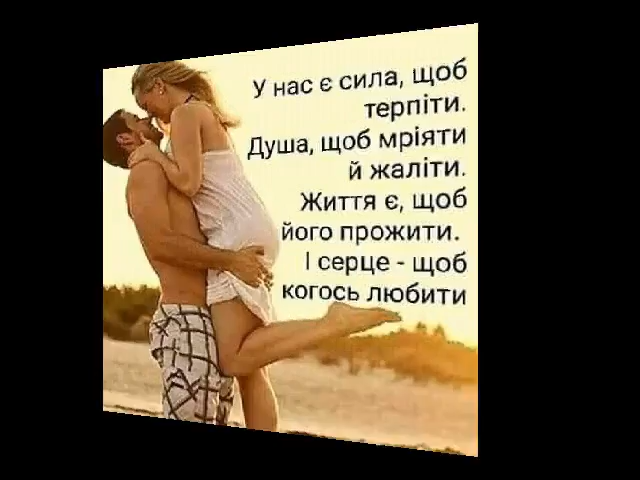 У нас є сила, щоб
терпіти.
Душа, щоб мріяти
й жаліти.
Життя є, щоб
його прожити.
І серце - щоб
когось любити